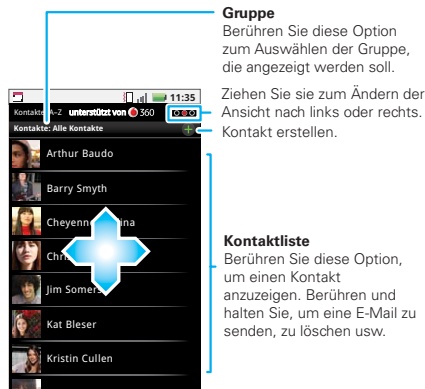 Gruppe
Berühren Sie diese Option
zum Auswählen der Gruppe,
die angezeigt werden soll.
Ziehen Sie sie zum Ändern der
Ansicht nach links oder rechts.
Kontakt erstellen.
11:35
Kontakte A–Z unterstützt von 360
Kontakte: Alle Kontakte
Arthur Baudo
Barry Smyth
Jim Somers
Kat Bleser
Kristin Cullen
Kontaktliste
Berühren Sie diese Option,
um einen Kontakt
anzuzeigen. Berühren und
halten Sie, um eine E-Mail zu
senden, zu löschen usw.